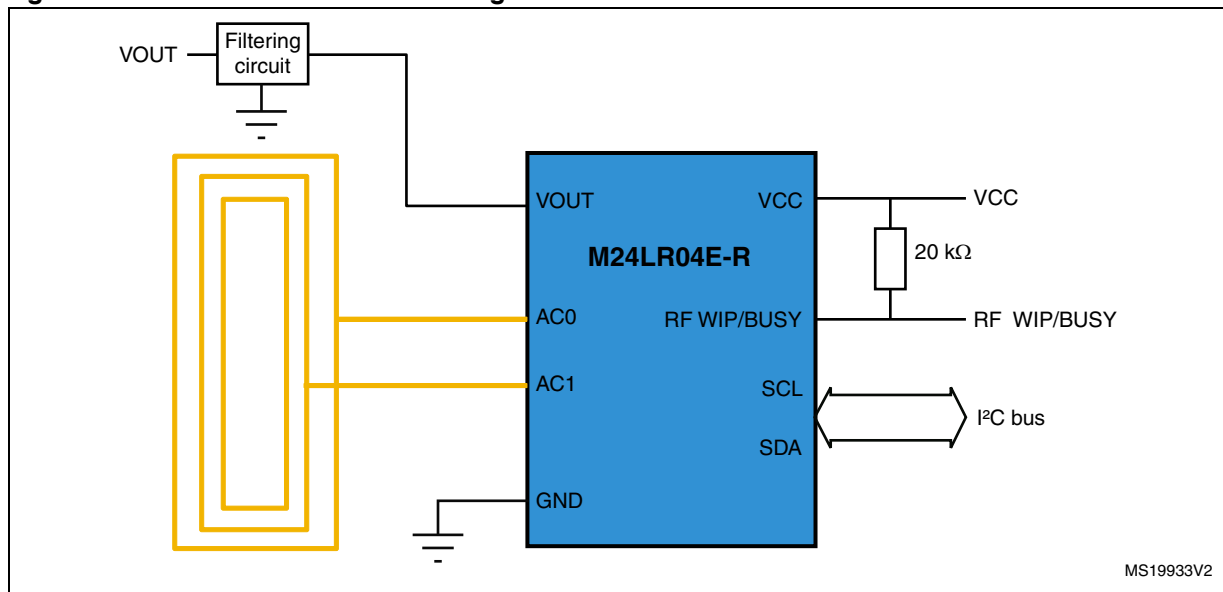 VOUT
Filtering
circuit
VOUT
VCC
VCC
M24LR04E-R
20 kΩ
AC0
RF WIP/BUSY
RF WIP/BUSY
AC1
SCL
I²C bus
SDA
GND
MS19933V2